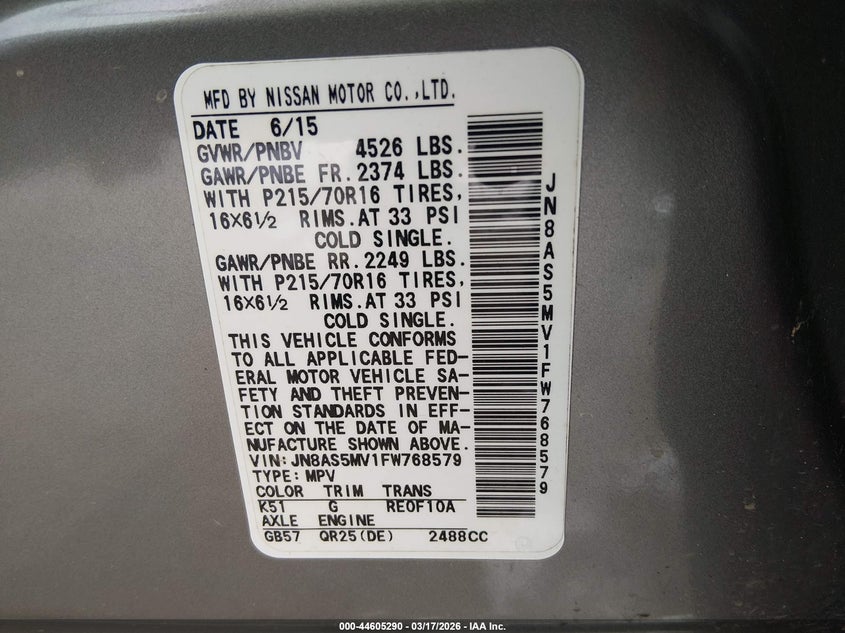 MFD BY NISSAN MOTOR CO.,LTD.
DATE 6/15
GVWR/PNBV 4526 LBS.
GAWR/PNBE FR.2374 LBS.
WITH P215/70R16 TIRES,
16X6½ RIMS.AT 33 PSI
COLD SINGLE.
GAWR/PNBE RR.2249 LBS.
WITH P215/70R16 TIRES,
16X6½ RIMS.AT 33 PSI
COLD SINGLE.
THIS VEHICLE CONFORMS
TO ALL APPLICABLE FED-
ERAL MOTOR VEHICLE SA-
FETY AND THEFT PREVEN-
TION STANDARDS IN EFF-
ECT ON THE DATE OF MA-
NUFACTURE SHOWN ABOVE.
VIN:JN8AS5MV1FW768579
TYPE:MPV
COLOR TRIM TRANS
K51 G RE0F10A
AXLE ENGINE
GB57 QR25(DE) 2488CC
JN8AS5MV1FW768579
000-44605290 - 03/17/2026 - IAA Inc.